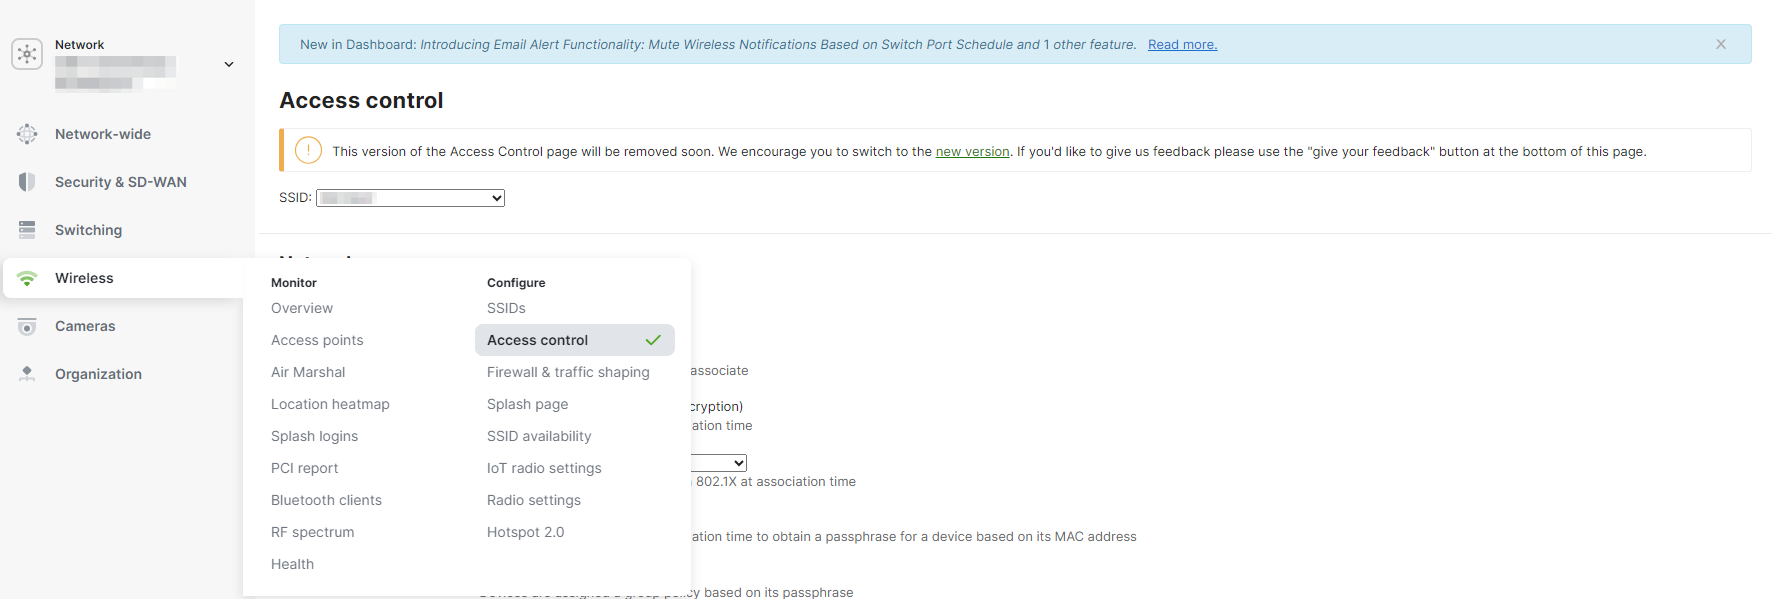 Network
Network-wide
Security & SD-WAN
Switching
Wireless
Cameras
Organization
New in Dashboard: Introducing Email Alert Functionality: Mute Wireless Notifications Based on Switch Port Schedule and 1 other feature. Read more.
Access control
This version of the Access Control page will be removed soon. We encourage you to switch to the new version. If you'd like to give us feedback please use the "give your feedback" button at the bottom of this page.
SSID:
Monitor
Overview
Access points
Air Marshal
Location heatmap
Splash logins
PCI report
Bluetooth clients
RF spectrum
Health
Configure
SSIDs
Access control
Firewall & traffic shaping
Splash page
SSID availability
IoT radio settings
Radio settings
Hotspot 2.0
associate
cryption)
ation time
802.1X at association time
ation time to obtain a passphrase for a device based on its MAC address
Devices are assigned a group policy based on its passphrase